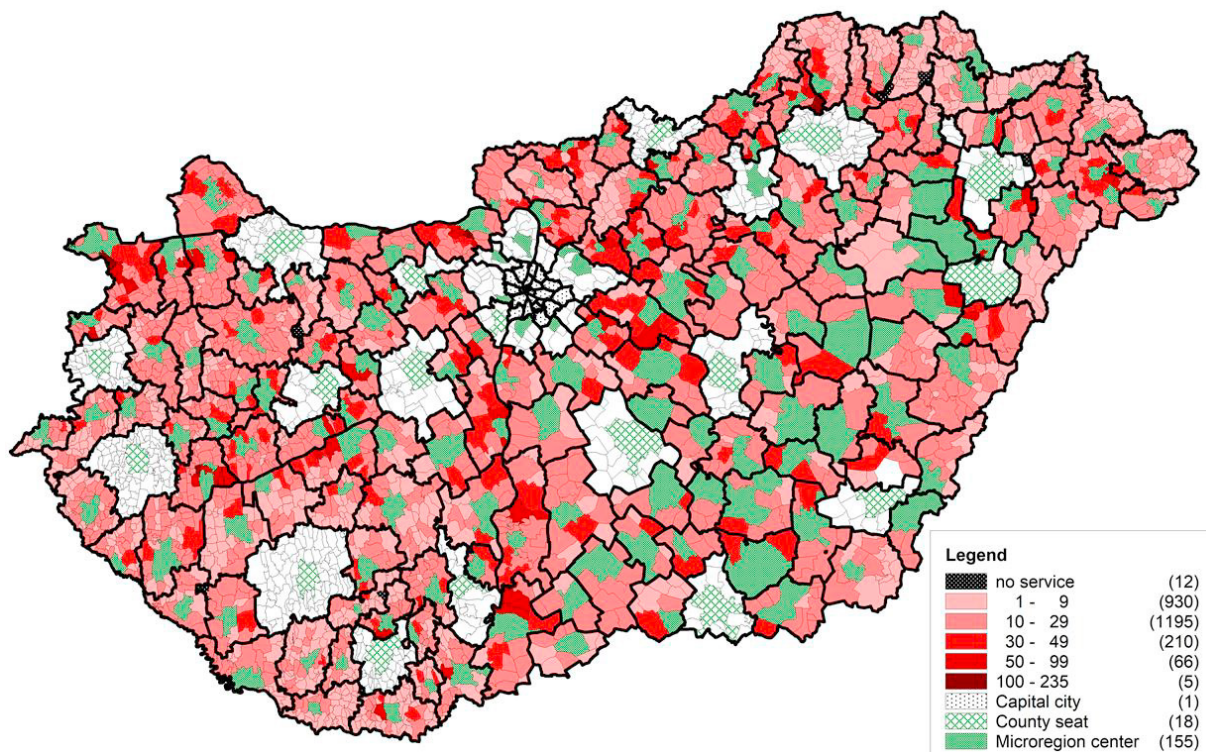 Legend
no service (12)
1 - 9 (930)
10 - 29 (1195)
30 - 49 (210)
50 - 99 (66)
100 - 235 (5)
Capital city (1)
County seat (18)
Microregion center (155)